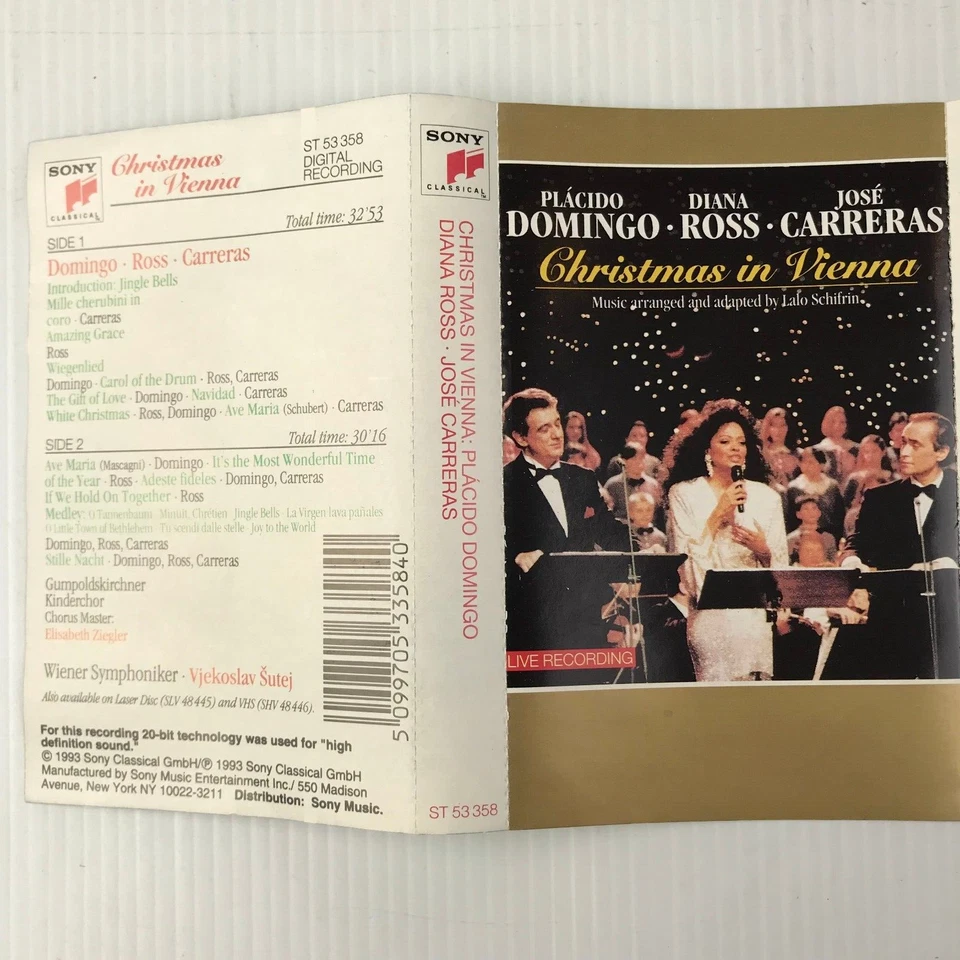 SONY
CLASSICAL
Christmas
in Vienna
ST 53 358
DIGITAL
RECORDING
Total time: 32'53
SIDE 1
Domingo · Ross · Carreras
Introduction: Jingle Bells
Mille cherubini in
coro · Carreras
Amazing Grace
Ross
Wiegenlied
Domingo · Carol of the Drum · Ross, Carreras
The Gift of Love · Domingo · Navidad · Carreras
White Christmas · Ross, Domingo · Ave Maria (Schubert) · Carreras
SIDE 2
Total time: 30'16
Ave Maria (Mascagni) · Domingo · It's the Most Wonderful Time
of the Year · Ross · Adeste fideles · Domingo, Carreras
If We Hold On Together · Ross
Medley: O Tannenbaum · Minuit, Chrétien · Jingle Bells · La Virgen lava pañales
O Little Town of Bethlehem · Tu scendi dalle stelle · Joy to the World
Domingo, Ross, Carreras
Stille Nacht · Domingo, Ross, Carreras
Gumpoldskirchner
Kinderchor
Chorus Master:
Elisabeth Ziegler
Wiener Symphoniker · Vjekoslav Šutej
Also available on Laser Disc (SLV 48 445) and VHS (SHV 48446).
5 099705 335840
For this recording 20-bit technology was used for "high
definition sound."
© 1993 Sony Classical GmbH/℗ 1993 Sony Classical GmbH
Manufactured by Sony Music Entertainment Inc./ 550 Madison
Avenue, New York NY 10022-3211 Distribution: Sony Music.
SONY
CLASSICAL
CHRISTMAS IN VIENNA: PLÁCIDO DOMINGO
DIANA ROSS · JOSÉ CARRERAS
ST 53 358
PLÁCIDO DIANA JOSÉ
DOMINGO · ROSS · CARRERAS
Christmas in Vienna
Music arranged and adapted by Lalo Schifrin
LIVE RECORDING